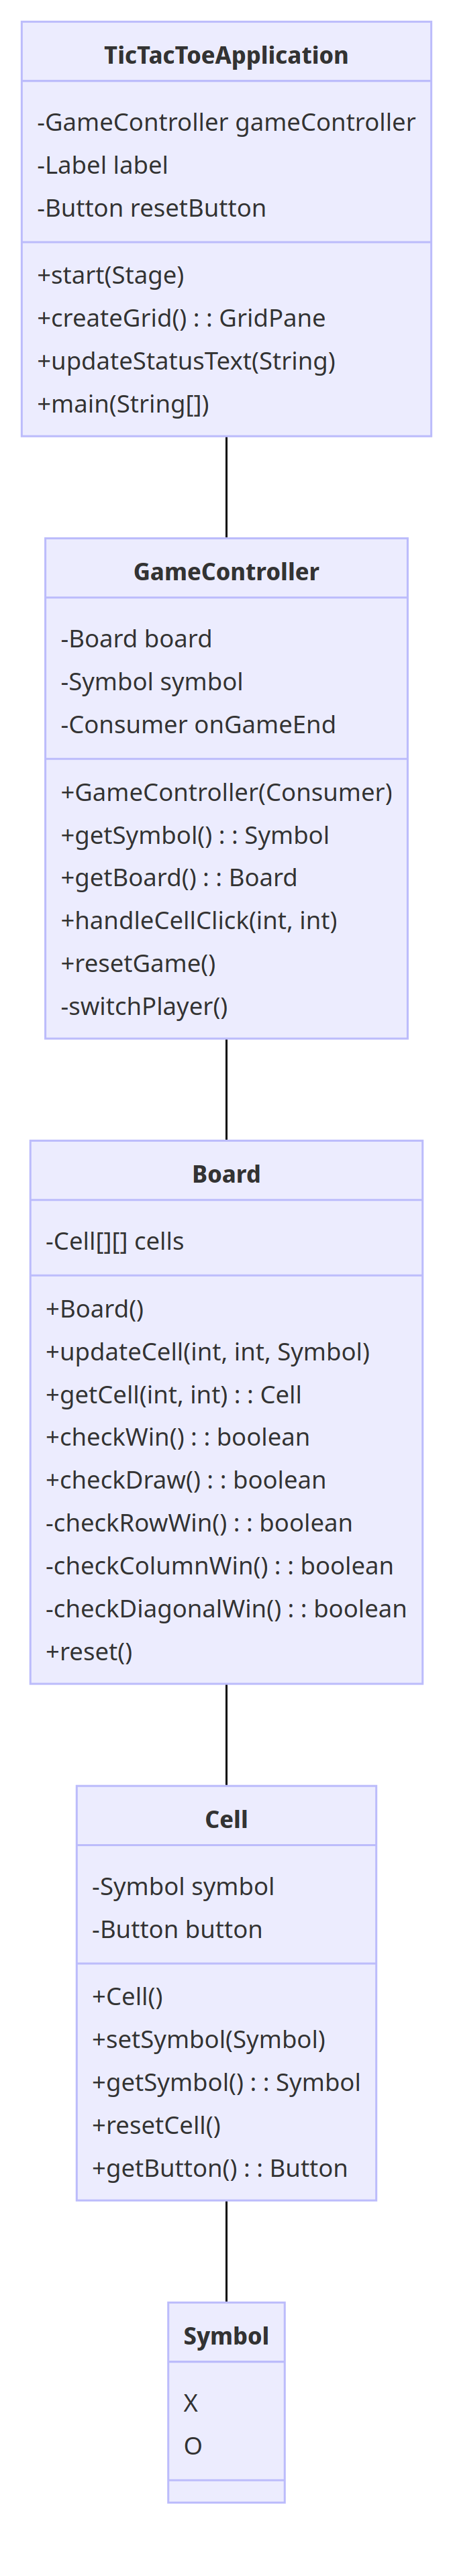 TicTacToeApplication
-GameController gameController
-Label label
-Button resetButton
+start(Stage)
+createGrid() : : GridPane
+updateStatusText(String)
+main(String[])
GameController
-Board board
-Symbol symbol
-Consumer onGameEnd
+GameController(Consumer)
+getSymbol() : : Symbol
+getBoard() : : Board
+handleCellClick(int, int)
+resetGame()
-switchPlayer()
Board
-Cell[][] cells
+Board()
+updateCell(int, int, Symbol)
+getCell(int, int) : : Cell
+checkWin() : : boolean
+checkDraw() : : boolean
-checkRowWin() : : boolean
-checkColumnWin() : : boolean
-checkDiagonalWin() : : boolean
+reset()
Cell
-Symbol symbol
-Button button
+Cell()
+setSymbol(Symbol)
+getSymbol() : : Symbol
+resetCell()
+getButton() : : Button
Symbol
X
O